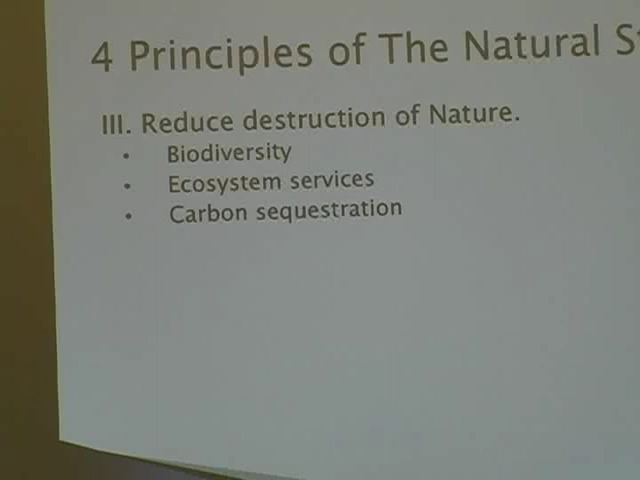 4 Principles of The Natural
III. Reduce destruction of Nature.
• Biodiversity
• Ecosystem services
• Carbon sequestration